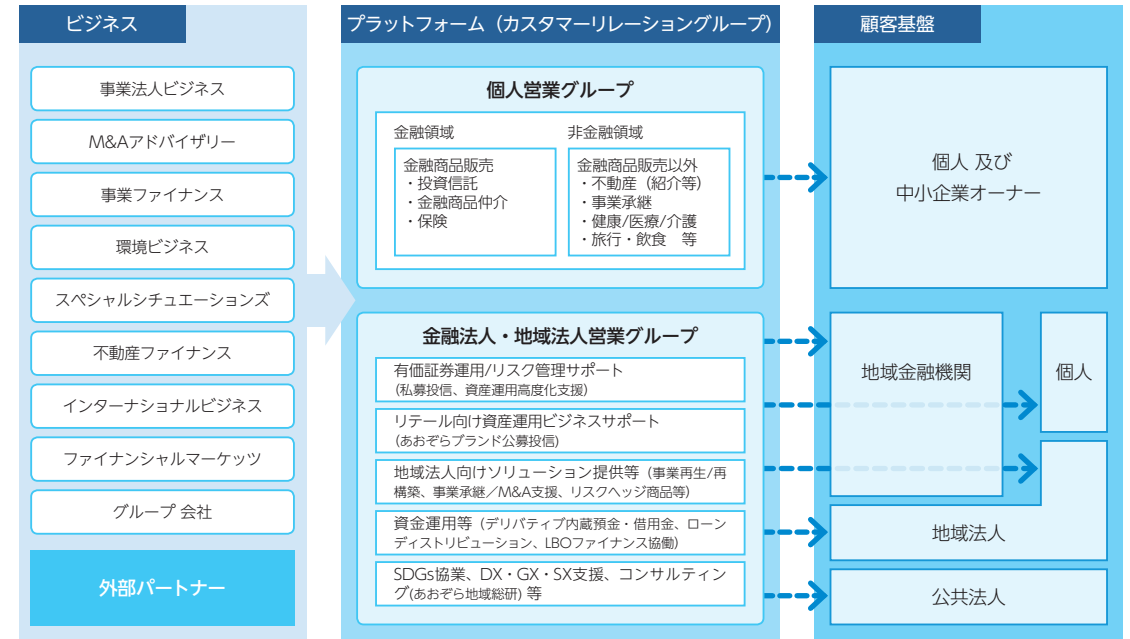 ビジネス
事業法人ビジネス
M&Aアドバイザリー
事業ファイナンス
環境ビジネス
スペシャルシチュエーションズ
不動産ファイナンス
インターナショナルビジネス
ファイナンシャルマーケッツ
グループ会社
外部パートナー
プラットフォーム（カスタマーリレーショングループ）
個人営業グループ
金融領域
金融商品販売
・投資信託
・金融商品仲介
・保険
非金融領域
金融商品販売以外
・不動産（紹介等）
・事業承継
・健康/医療/介護
・旅行・飲食　等
金融法人・地域法人営業グループ
有価証券運用/リスク管理サポート
（私募投信、資産運用高度化支援）
リテール向け資産運用ビジネスサポート
（あおぞらブランド公募投信）
地域法人向けソリューション提供等（事業再生/再
構築、事業承継／M&A支援、リスクヘッジ商品等）
資金運用等（デリバティブ内蔵預金・借用金、ローン
ディストリビューション、LBOファイナンス協働）
SDGs協業、DX・GX・SX支援、コンサルティン
グ(あおぞら地域総研) 等
顧客基盤
個人 及び
中小企業オーナー
地域金融機関
個人
地域法人
公共法人